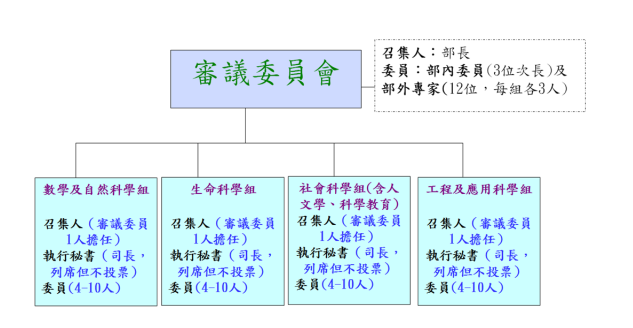 審議委員會
召集人：部長
委員：部內委員(3位次長)及
部外專家(12位，每組各3人)
數學及自然科學組
召集人（審議委員
1人擔任）
執行秘書（司長，
列席但不投票）
委員(4-10人)
生命科學組
召集人（審議委員
1人擔任）
執行秘書（司長，
列席但不投票）
委員(4-10人)
社會科學組(含人
文學、科學教育)
召集人（審議委員
1人擔任）
執行秘書（司長，
列席但不投票）
委員(4-10人)
工程及應用科學組
召集人（審議委員
1人擔任）
執行秘書（司長，
列席但不投票）
委員(4-10人)